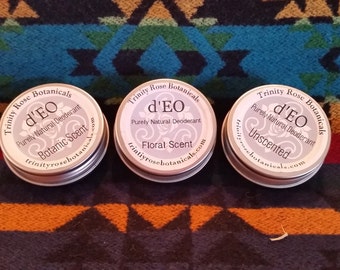 Trinity Rose Botanicals
d'EO
Purely Natural Deodorant
Botanic Scent
trinityrosebotanicals.com
Trinity Rose Botanicals
d'EO
Purely Natural Deodorant
Floral Scent
trinityrosebotanicals.com
Trinity Rose Botanicals
d'EO
Purely Natural Deodorant
Unscented
trinityrosebotanicals.com